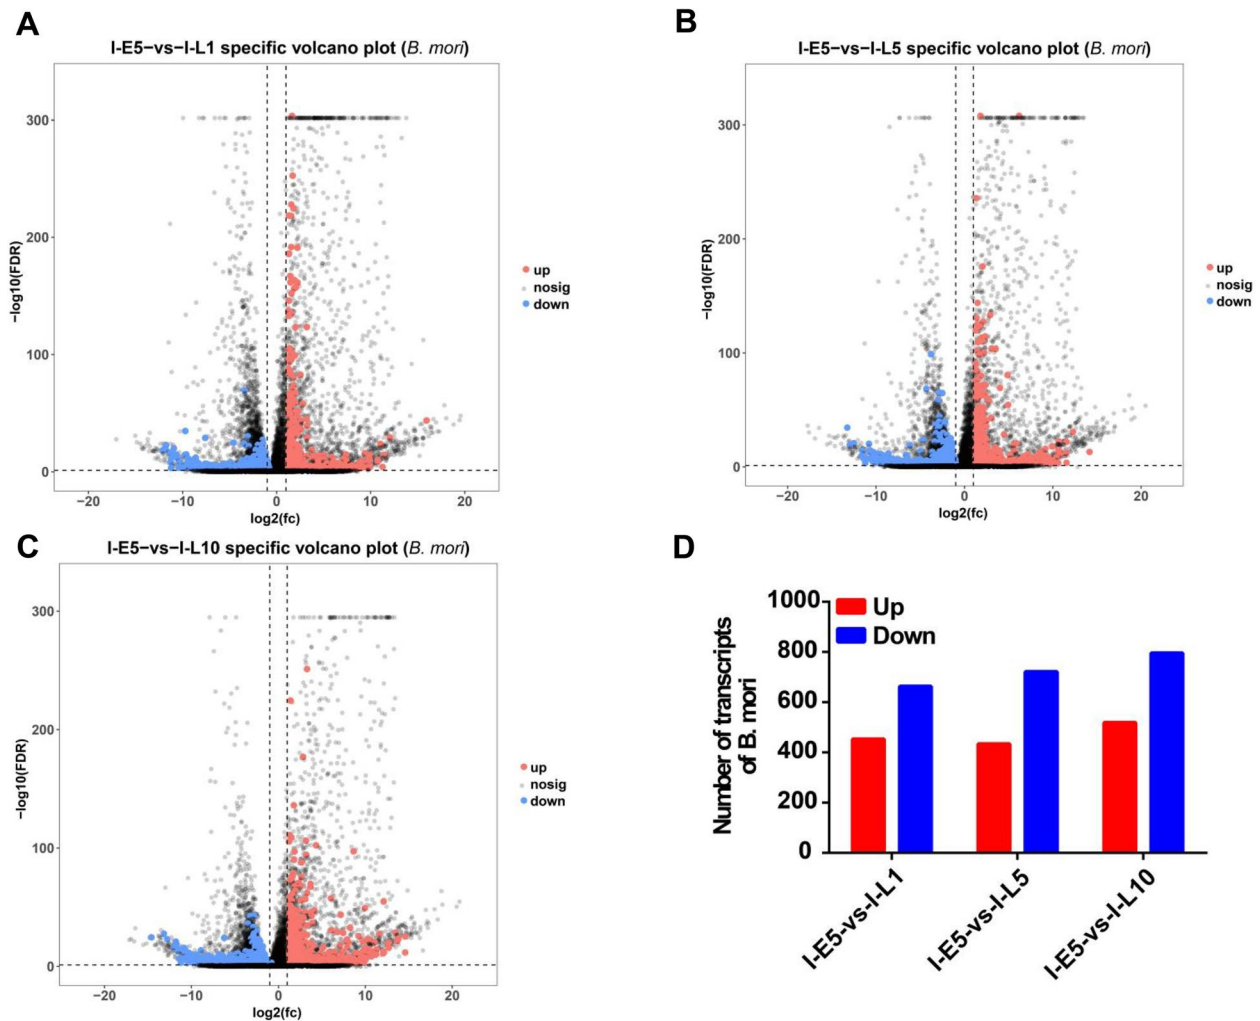 A
I-E5−vs−I-L1 specific volcano plot (B. mori)
300
200
100
0
−log10(FDR)
−20
−10
0
10
20
log2(fc)
up
nosig
down
B
I-E5−vs−I-L5 specific volcano plot (B. mori)
300
200
100
0
−log10(FDR)
−20
−10
0
10
20
log2(fc)
up
nosig
down
C
I-E5−vs−I-L10 specific volcano plot (B. mori)
300
200
100
0
−log10(FDR)
−20
−10
0
10
20
log2(fc)
up
nosig
down
D
Number of transcripts
of B. mori
1000
800
600
400
200
0
Up
Down
I-E5-vs-I-L1
I-E5-vs-I-L5
I-E5-vs-I-L10